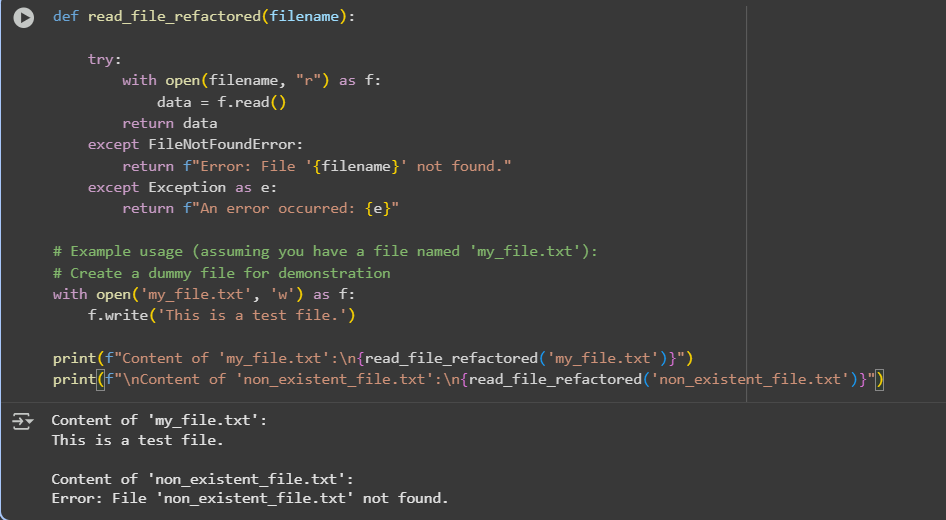 def read_file_refactored(filename):
    try:
        with open(filename, "r") as f:
            data = f.read()
        return data
    except FileNotFoundError:
        return f"Error: File '{filename}' not found."
    except Exception as e:
        return f"An error occurred: {e}"
# Example usage (assuming you have a file named 'my_file.txt'):
# Create a dummy file for demonstration
with open('my_file.txt', 'w') as f:
    f.write('This is a test file.')
print(f"Content of 'my_file.txt':\n{read_file_refactored('my_file.txt')}")
print(f"\nContent of 'non_existent_file.txt':\n{read_file_refactored('non_existent_file.txt')}")
Content of 'my_file.txt':
This is a test file.
Content of 'non_existent_file.txt':
Error: File 'non_existent_file.txt' not found.